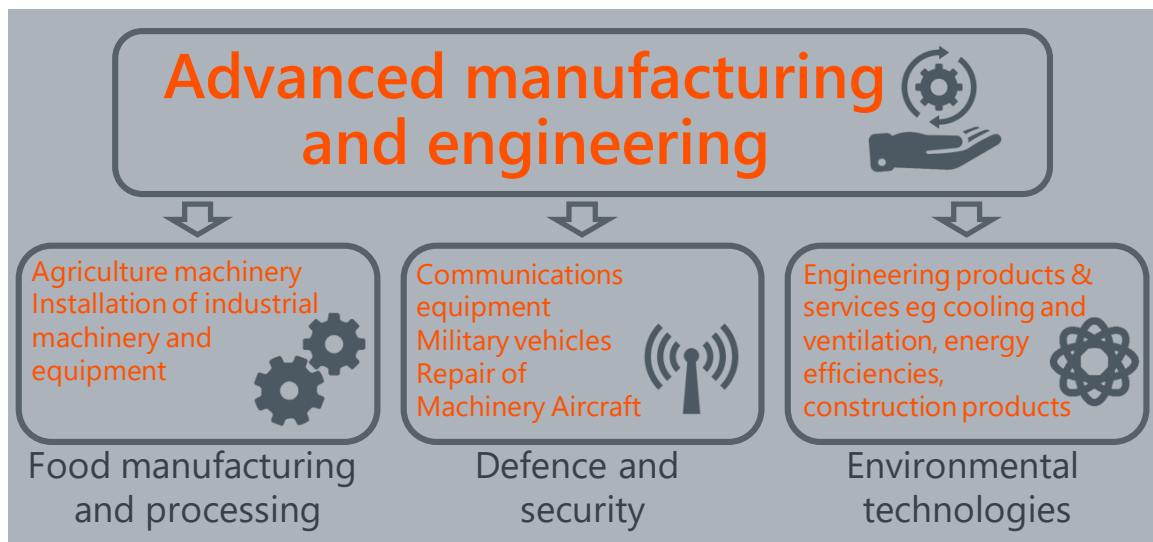 Advanced manufacturing
and engineering
Agriculture machinery
Installation of industrial
machinery and
equipment
Communications
equipment
Military vehicles
Repair of
Machinery Aircraft
Engineering products &
services eg cooling and
ventilation, energy
efficiencies,
construction products
Food manufacturing
and processing
Defence and
security
Environmental
technologies